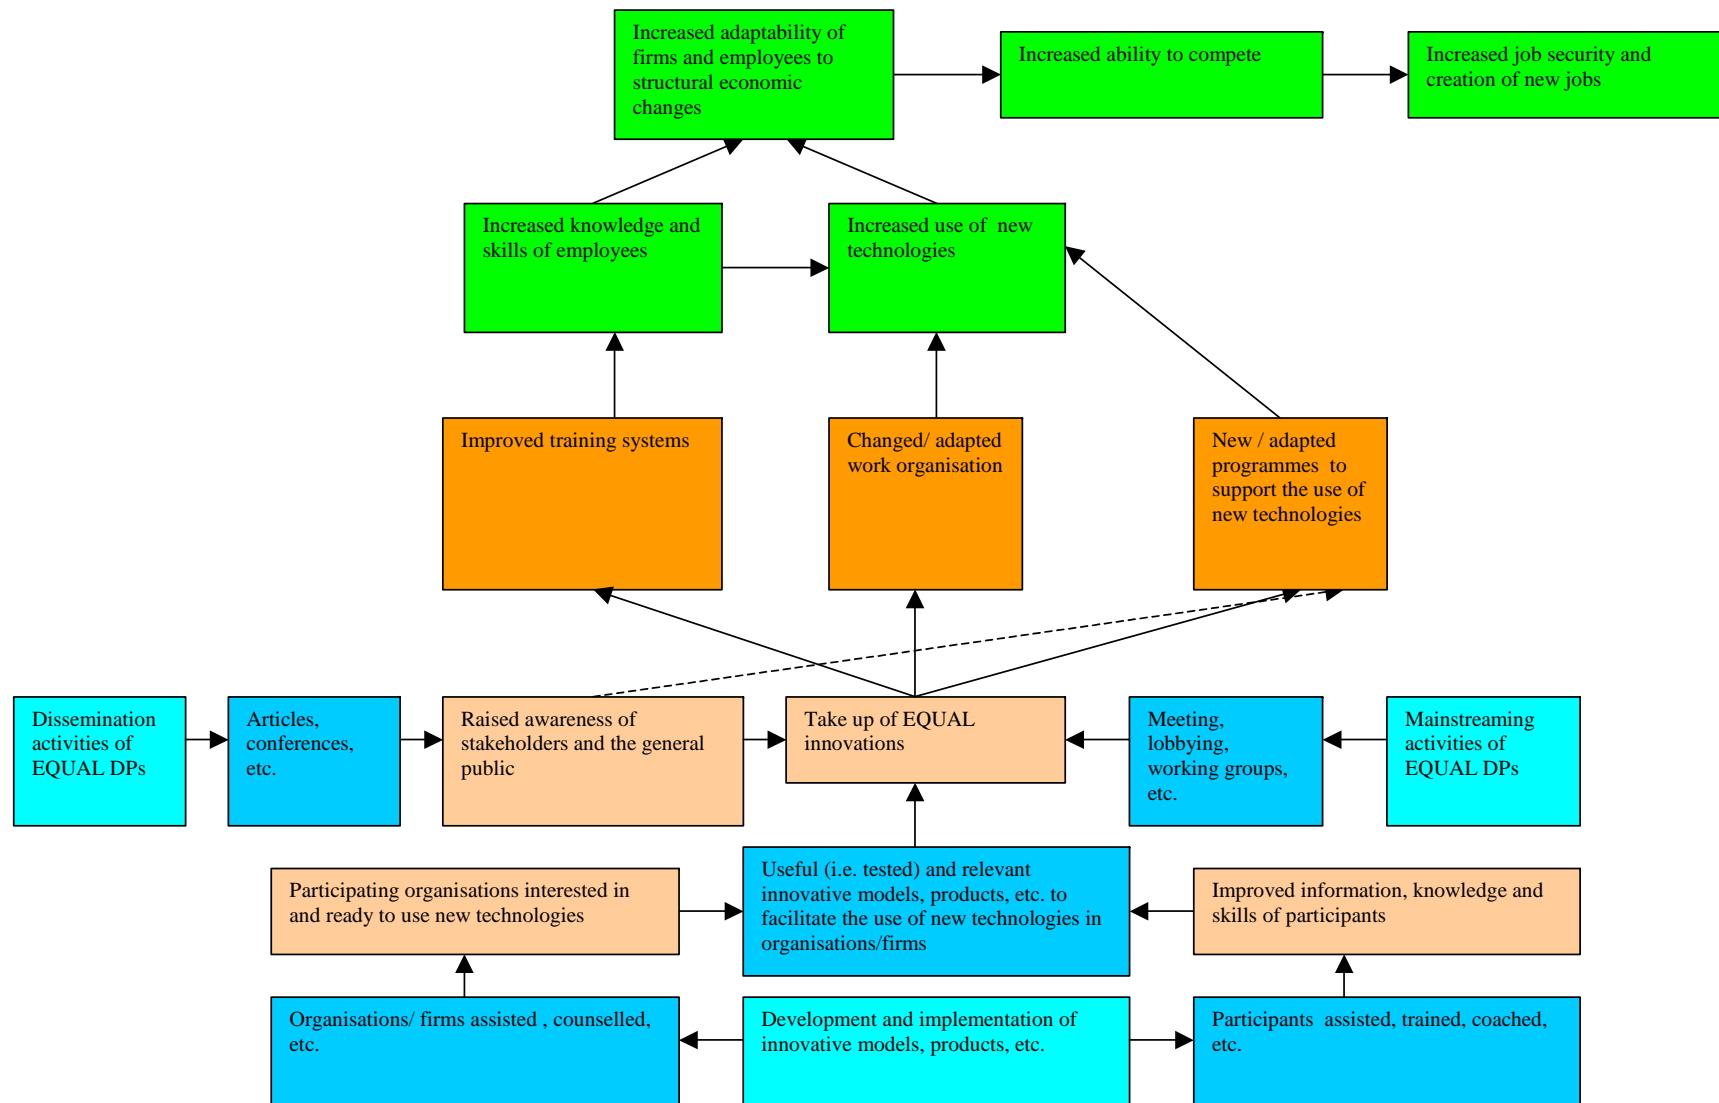 Increased adaptability of
firms and employees to
structural economic
changes
Increased ability to compete
Increased job security and
creation of new jobs
Increased knowledge and
skills of employees
Increased use of  new
technologies
Improved training systems
Changed/ adapted
work organisation
New / adapted
programmes  to
support the use of
new technologies
Dissemination
activities of
EQUAL DPs
Articles,
conferences,
etc.
Raised awareness of
stakeholders and the general
public
Take up of EQUAL
innovations
Meeting,
lobbying,
working groups,
etc.
Mainstreaming
activities of
EQUAL DPs
Participating organisations interested in
and ready to use new technologies
Useful (i.e. tested) and relevant
innovative models, products, etc. to
facilitate the use of new technologies in
organisations/firms
Improved information, knowledge and
skills of participants
Organisations/ firms assisted , counselled,
etc.
Development and implementation of
innovative models, products, etc.
Participants  assisted, trained, coached,
etc.